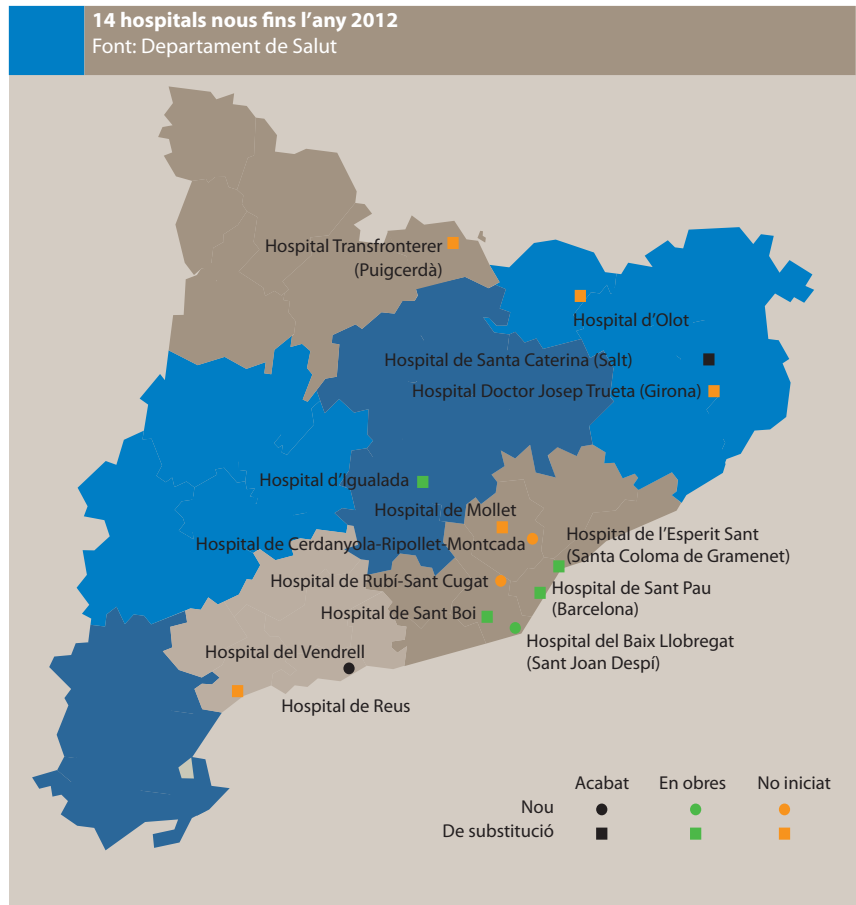 14 hospitals nous fins l’any 2012
Font: Departament de Salut
Hospital Transfronterer
(Puigcerdà)
Hospital d’Olot
Hospital de Santa Caterina (Salt)
Hospital Doctor Josep Trueta (Girona)
Hospital d’Igualada
Hospital de Mollet
Hospital de Cerdanyola-Ripollet-Montcada
Hospital de l’Esperit Sant
(Santa Coloma de Gramenet)
Hospital de Rubí-Sant Cugat
Hospital de Sant Pau
(Barcelona)
Hospital de Sant Boi
Hospital del Baix Llobregat
(Sant Joan Despí)
Hospital del Vendrell
Hospital de Reus
Acabat En obres No iniciat
Nou
De substitució